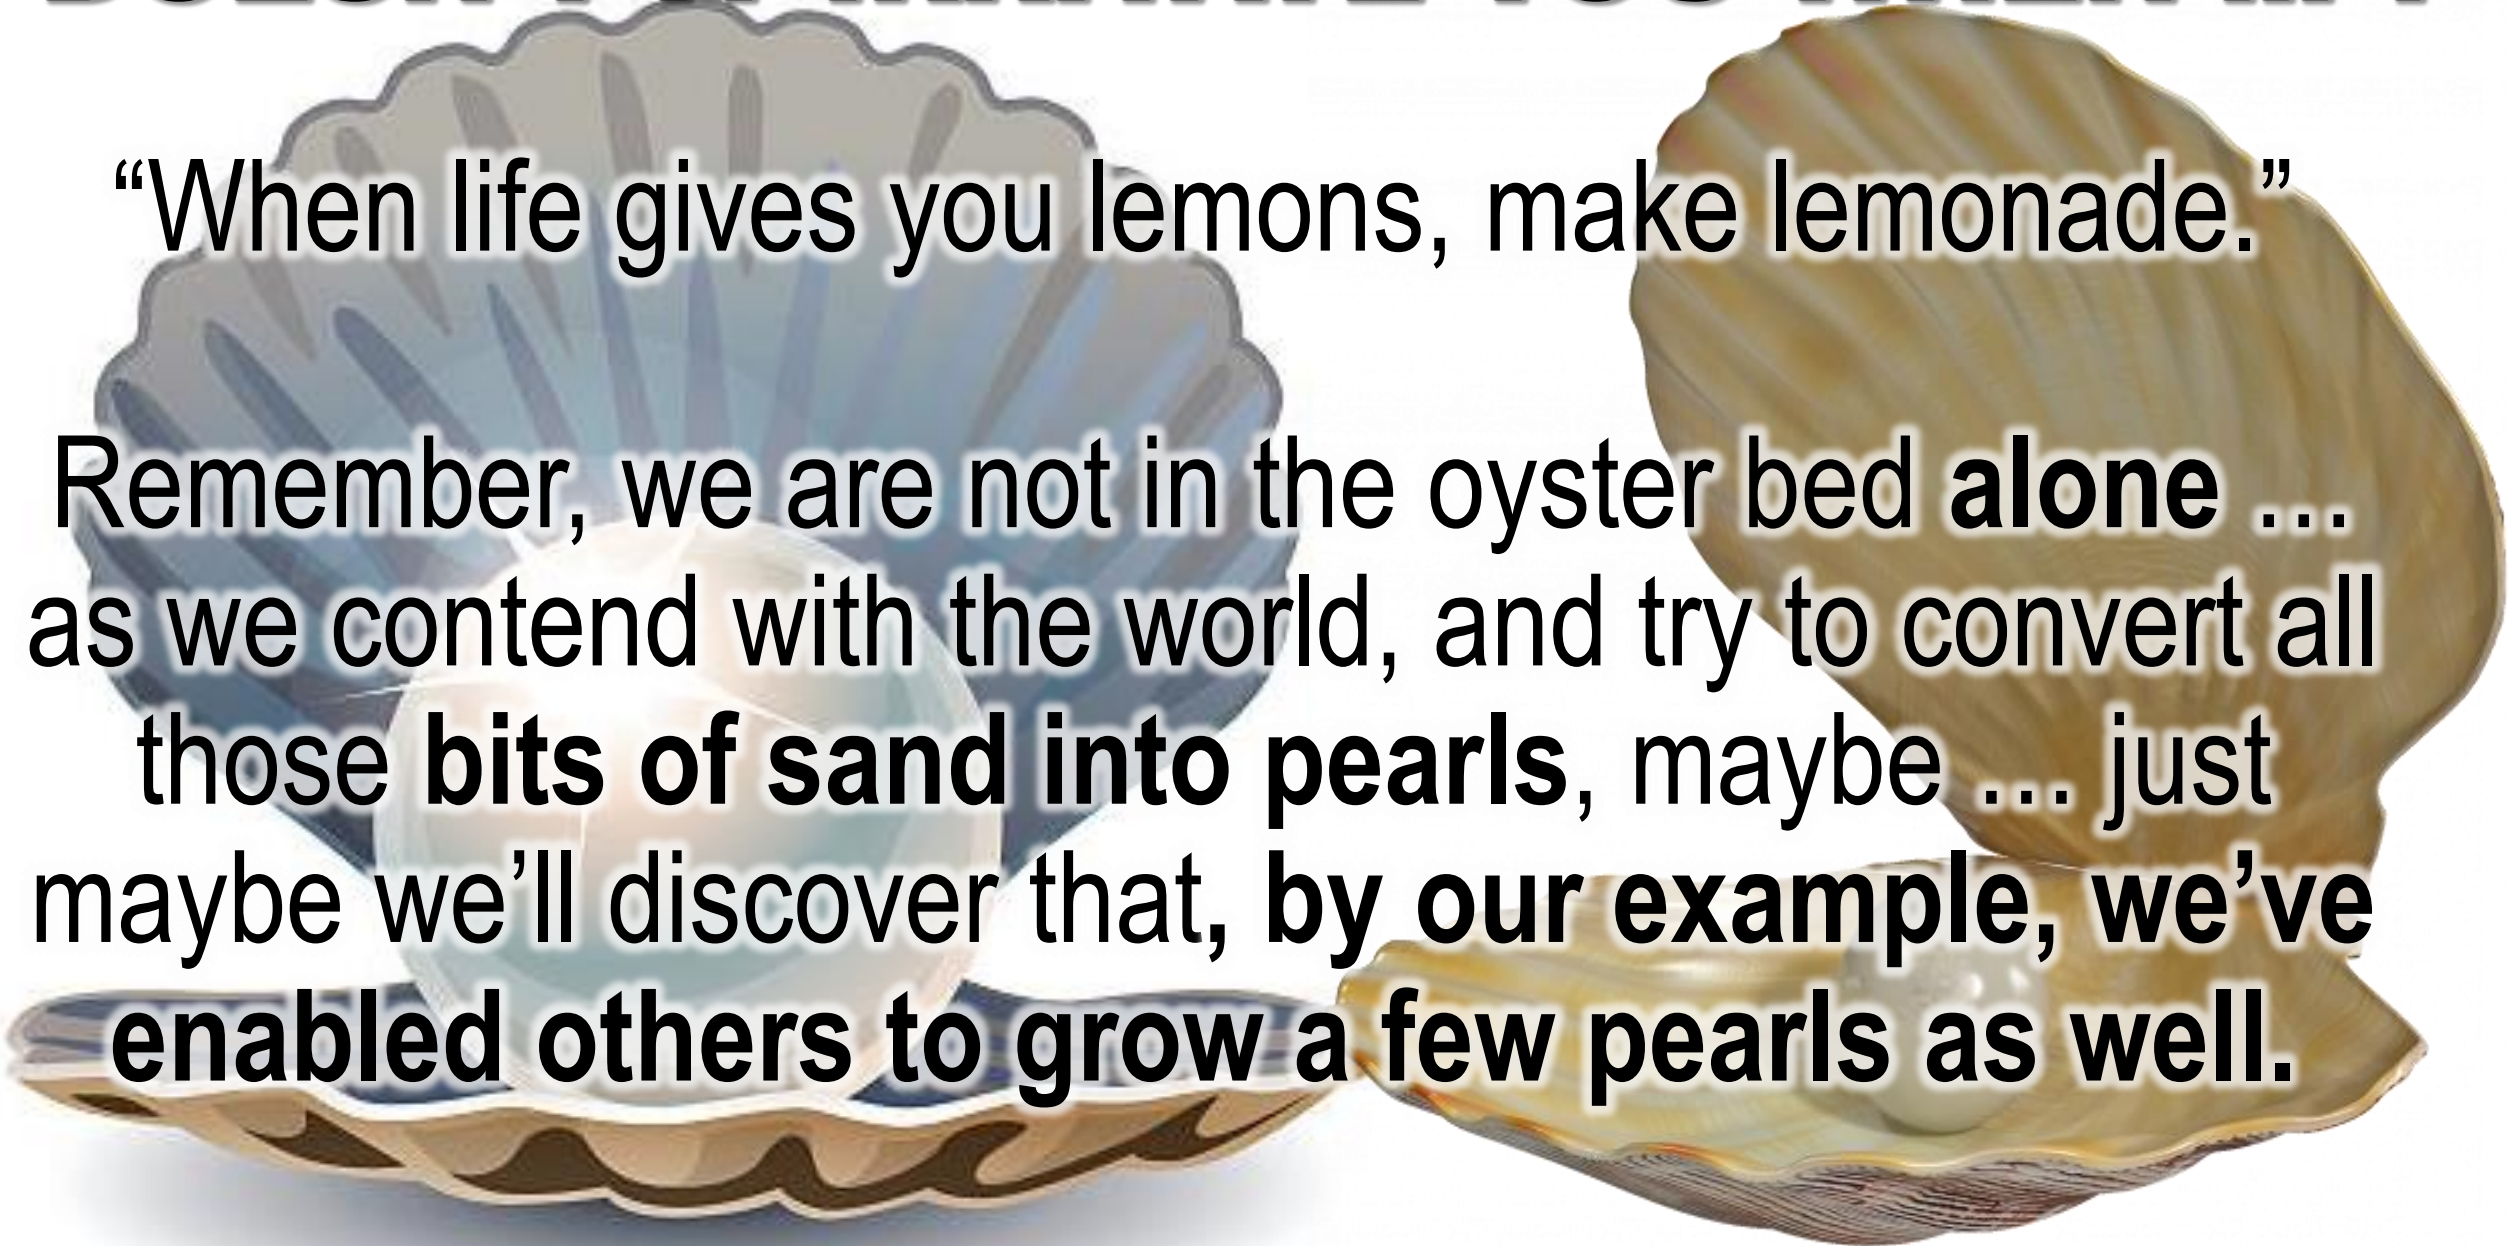 “When life gives you lemons, make lemonade.”
Remember, we are not in the oyster bed alone …
as we contend with the world, and try to convert all
those bits of sand into pearls, maybe … just
maybe we’ll discover that, by our example, we’ve
enabled others to grow a few pearls as well.